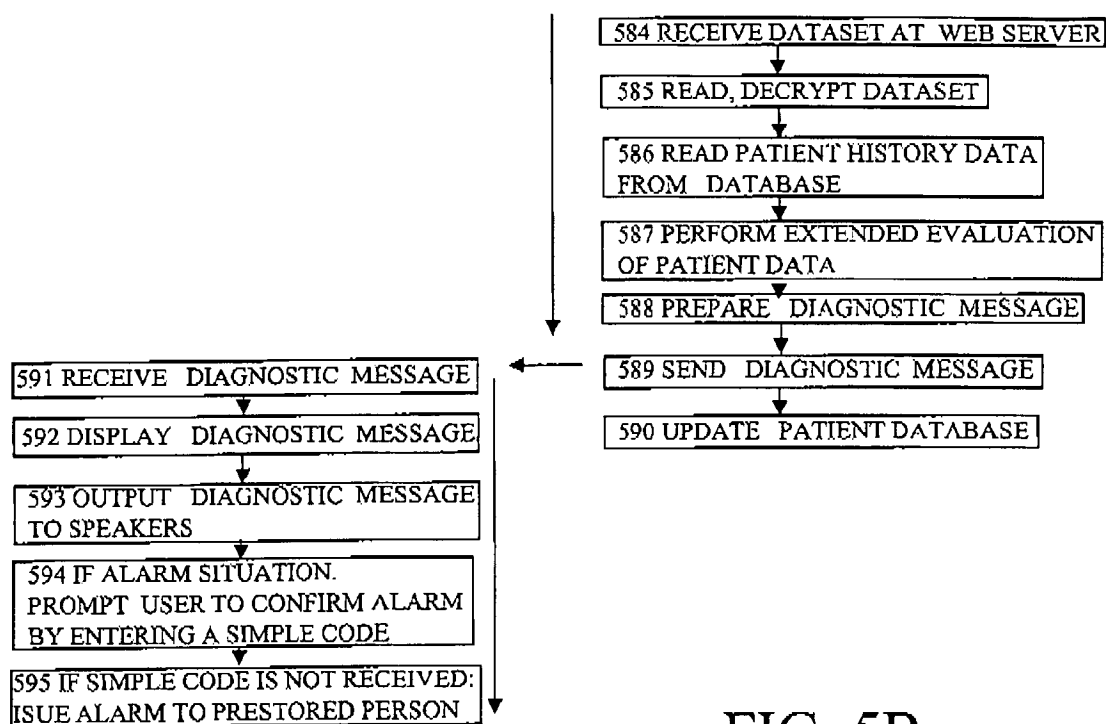 584 RECEIVE DATASET AT WEB SERVER
585 READ, DECRYPT DATASET
586 READ PATIENT HISTORY DATA
FROM DATABASE
587 PERFORM EXTENDED EVALUATION
OF PATIENT DATA
588 PREPARE DIAGNOSTIC MESSAGE
589 SEND DIAGNOSTIC MESSAGE
590 UPDATE PATIENT DATABASE
591 RECEIVE DIAGNOSTIC MESSAGE
592 DISPLAY DIAGNOSTIC MESSAGE
593 OUTPUT DIAGNOSTIC MESSAGE
TO SPEAKERS
594 IF ALARM SITUATION.
PROMPT USER TO CONFIRM ALARM
BY ENTERING A SIMPLE CODE
595 IF SIMPLE CODE IS NOT RECEIVED:
ISUE ALARM TO PRESTORED PERSON